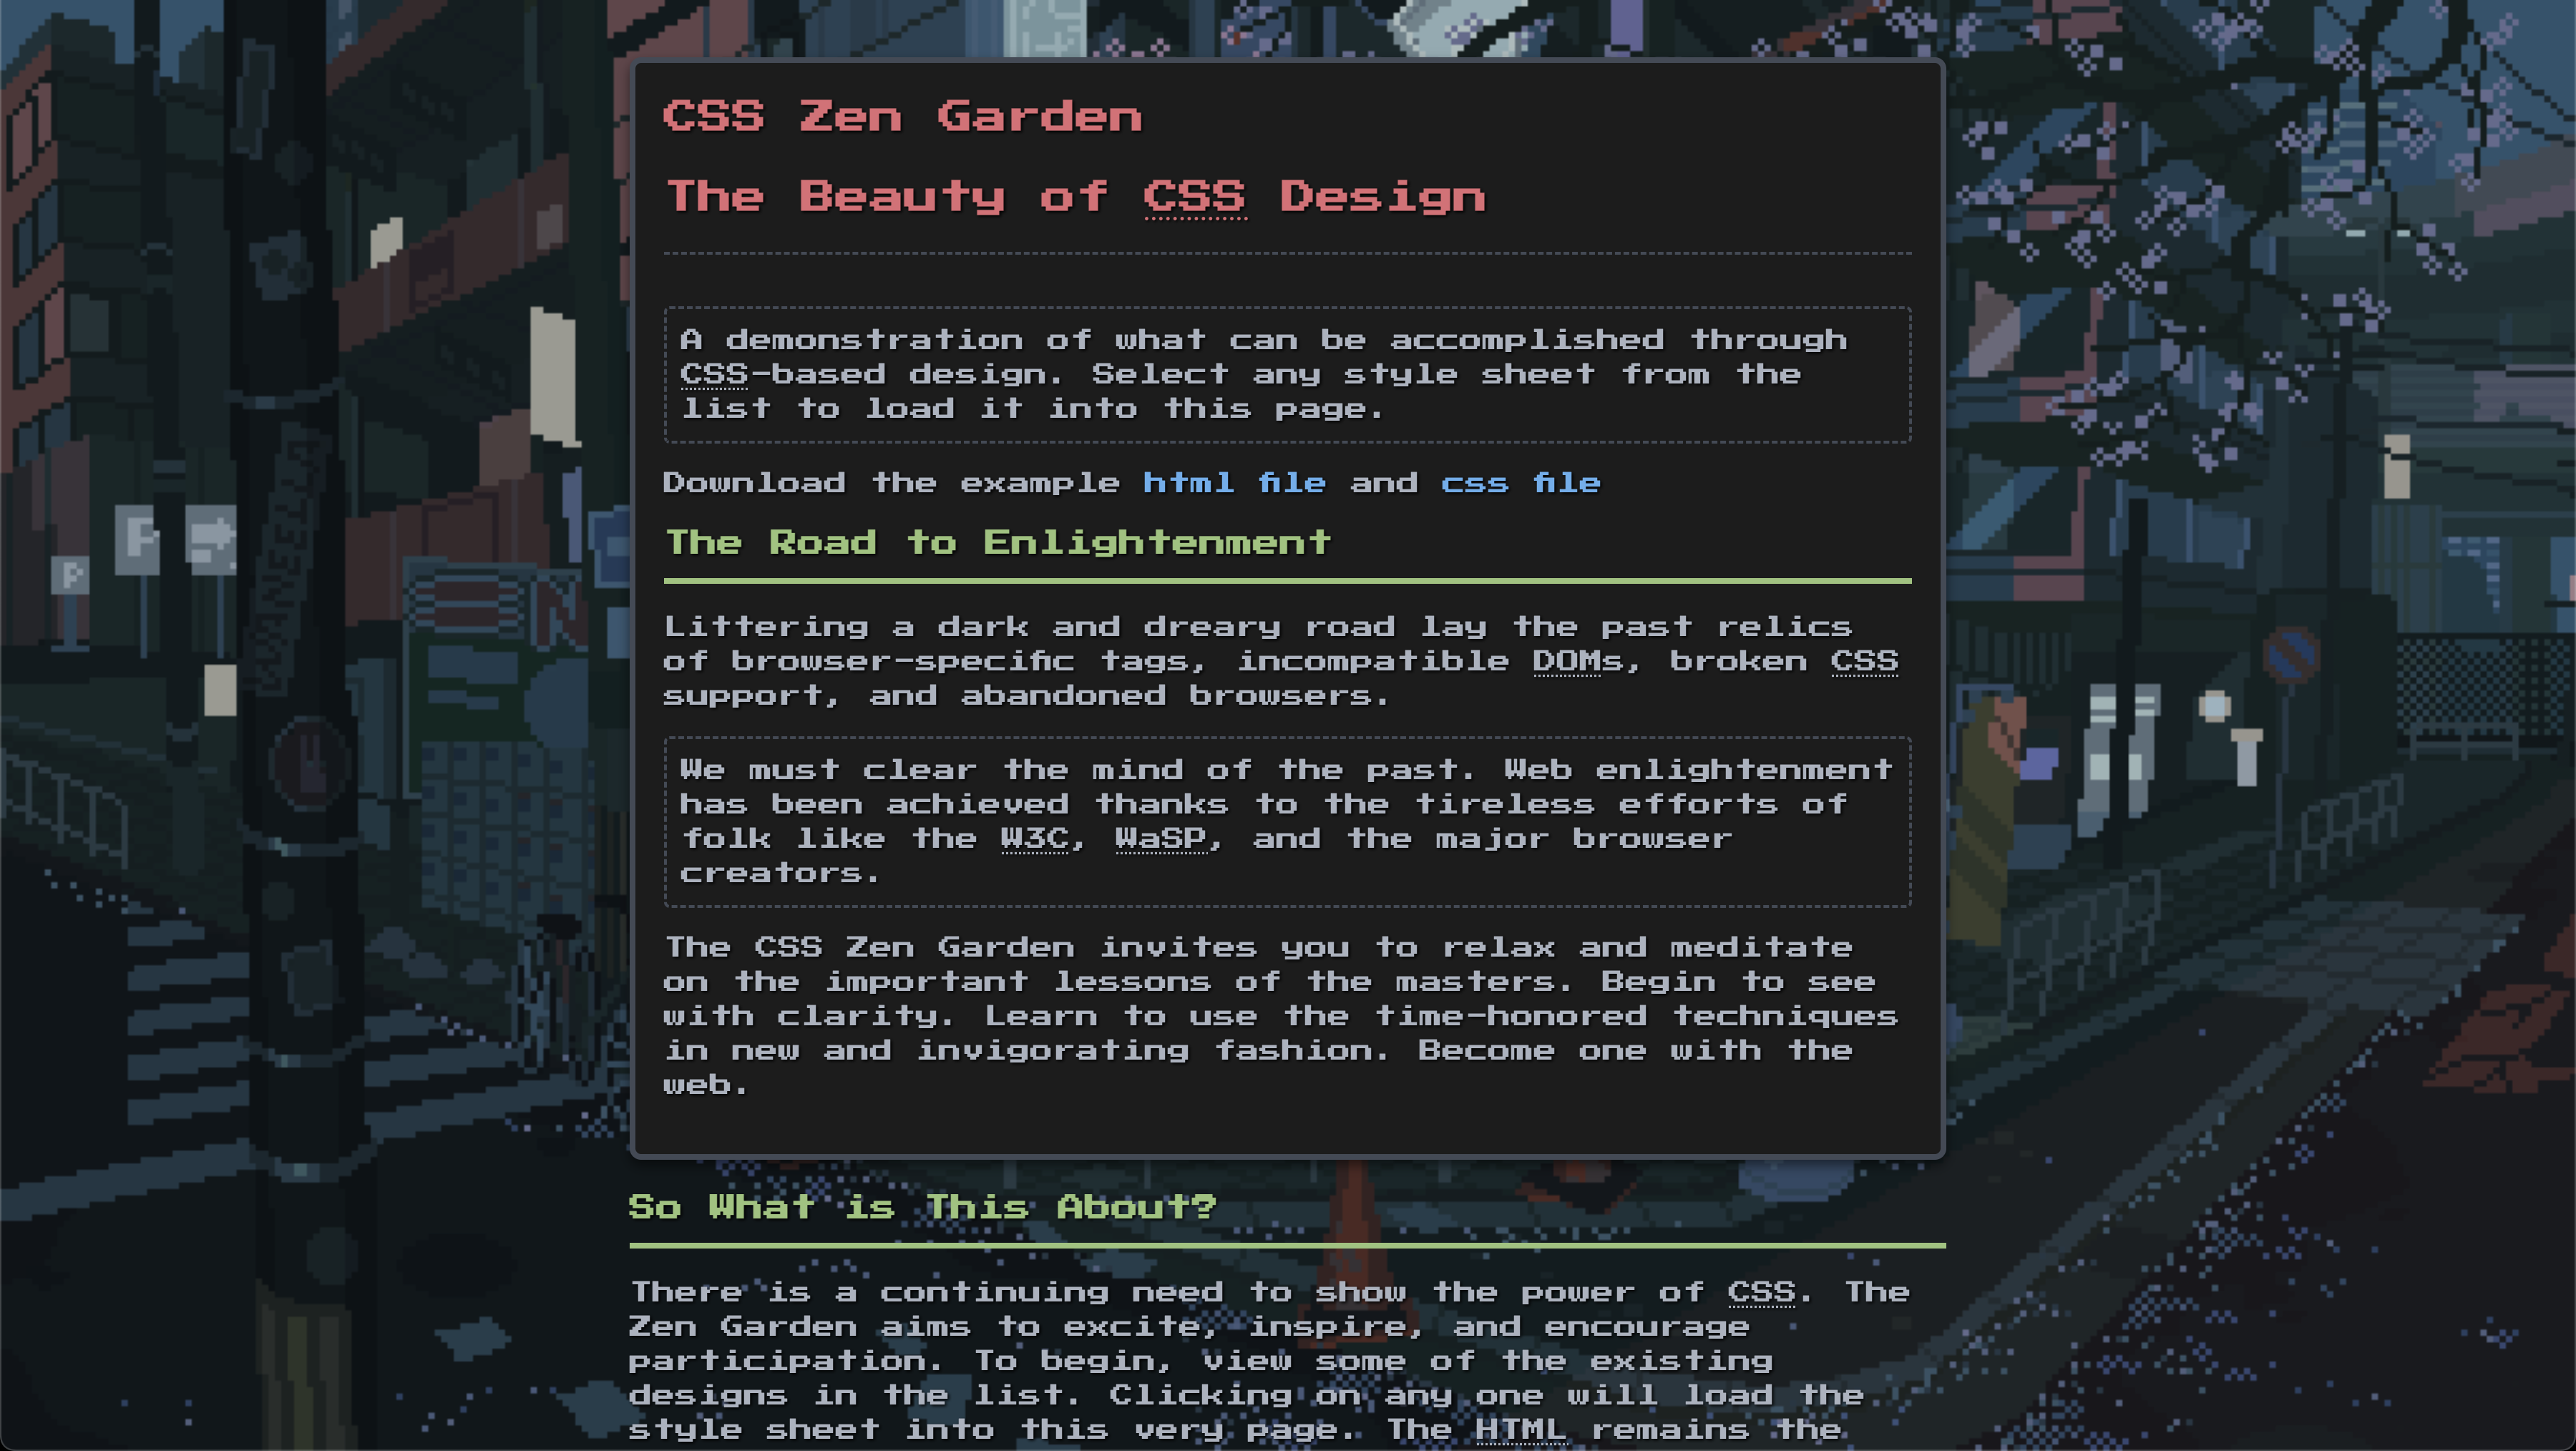 CSS Zen Garden
The Beauty of CSS Design
A demonstration of what can be accomplished through
CSS-based design. Select any style sheet from the
list to load it into this page.
Download the example html file and css file
The Road to Enlightenment
Littering a dark and dreary road lay the past relics
of browser-specific tags, incompatible DOMs, broken CSS
support, and abandoned browsers.
We must clear the mind of the past. Web enlightenment
has been achieved thanks to the tireless efforts of
folk like the W3C, WaSP, and the major browser
creators.
The CSS Zen Garden invites you to relax and meditate
on the important lessons of the masters. Begin to see
with clarity. Learn to use the time-honored techniques
in new and invigorating fashion. Become one with the
web.
So What is This About?
There is a continuing need to show the power of CSS. The
Zen Garden aims to excite, inspire, and encourage
participation. To begin, view some of the existing
designs in the list. Clicking on any one will load the
style sheet into this very page. The HTML remains the
P
P